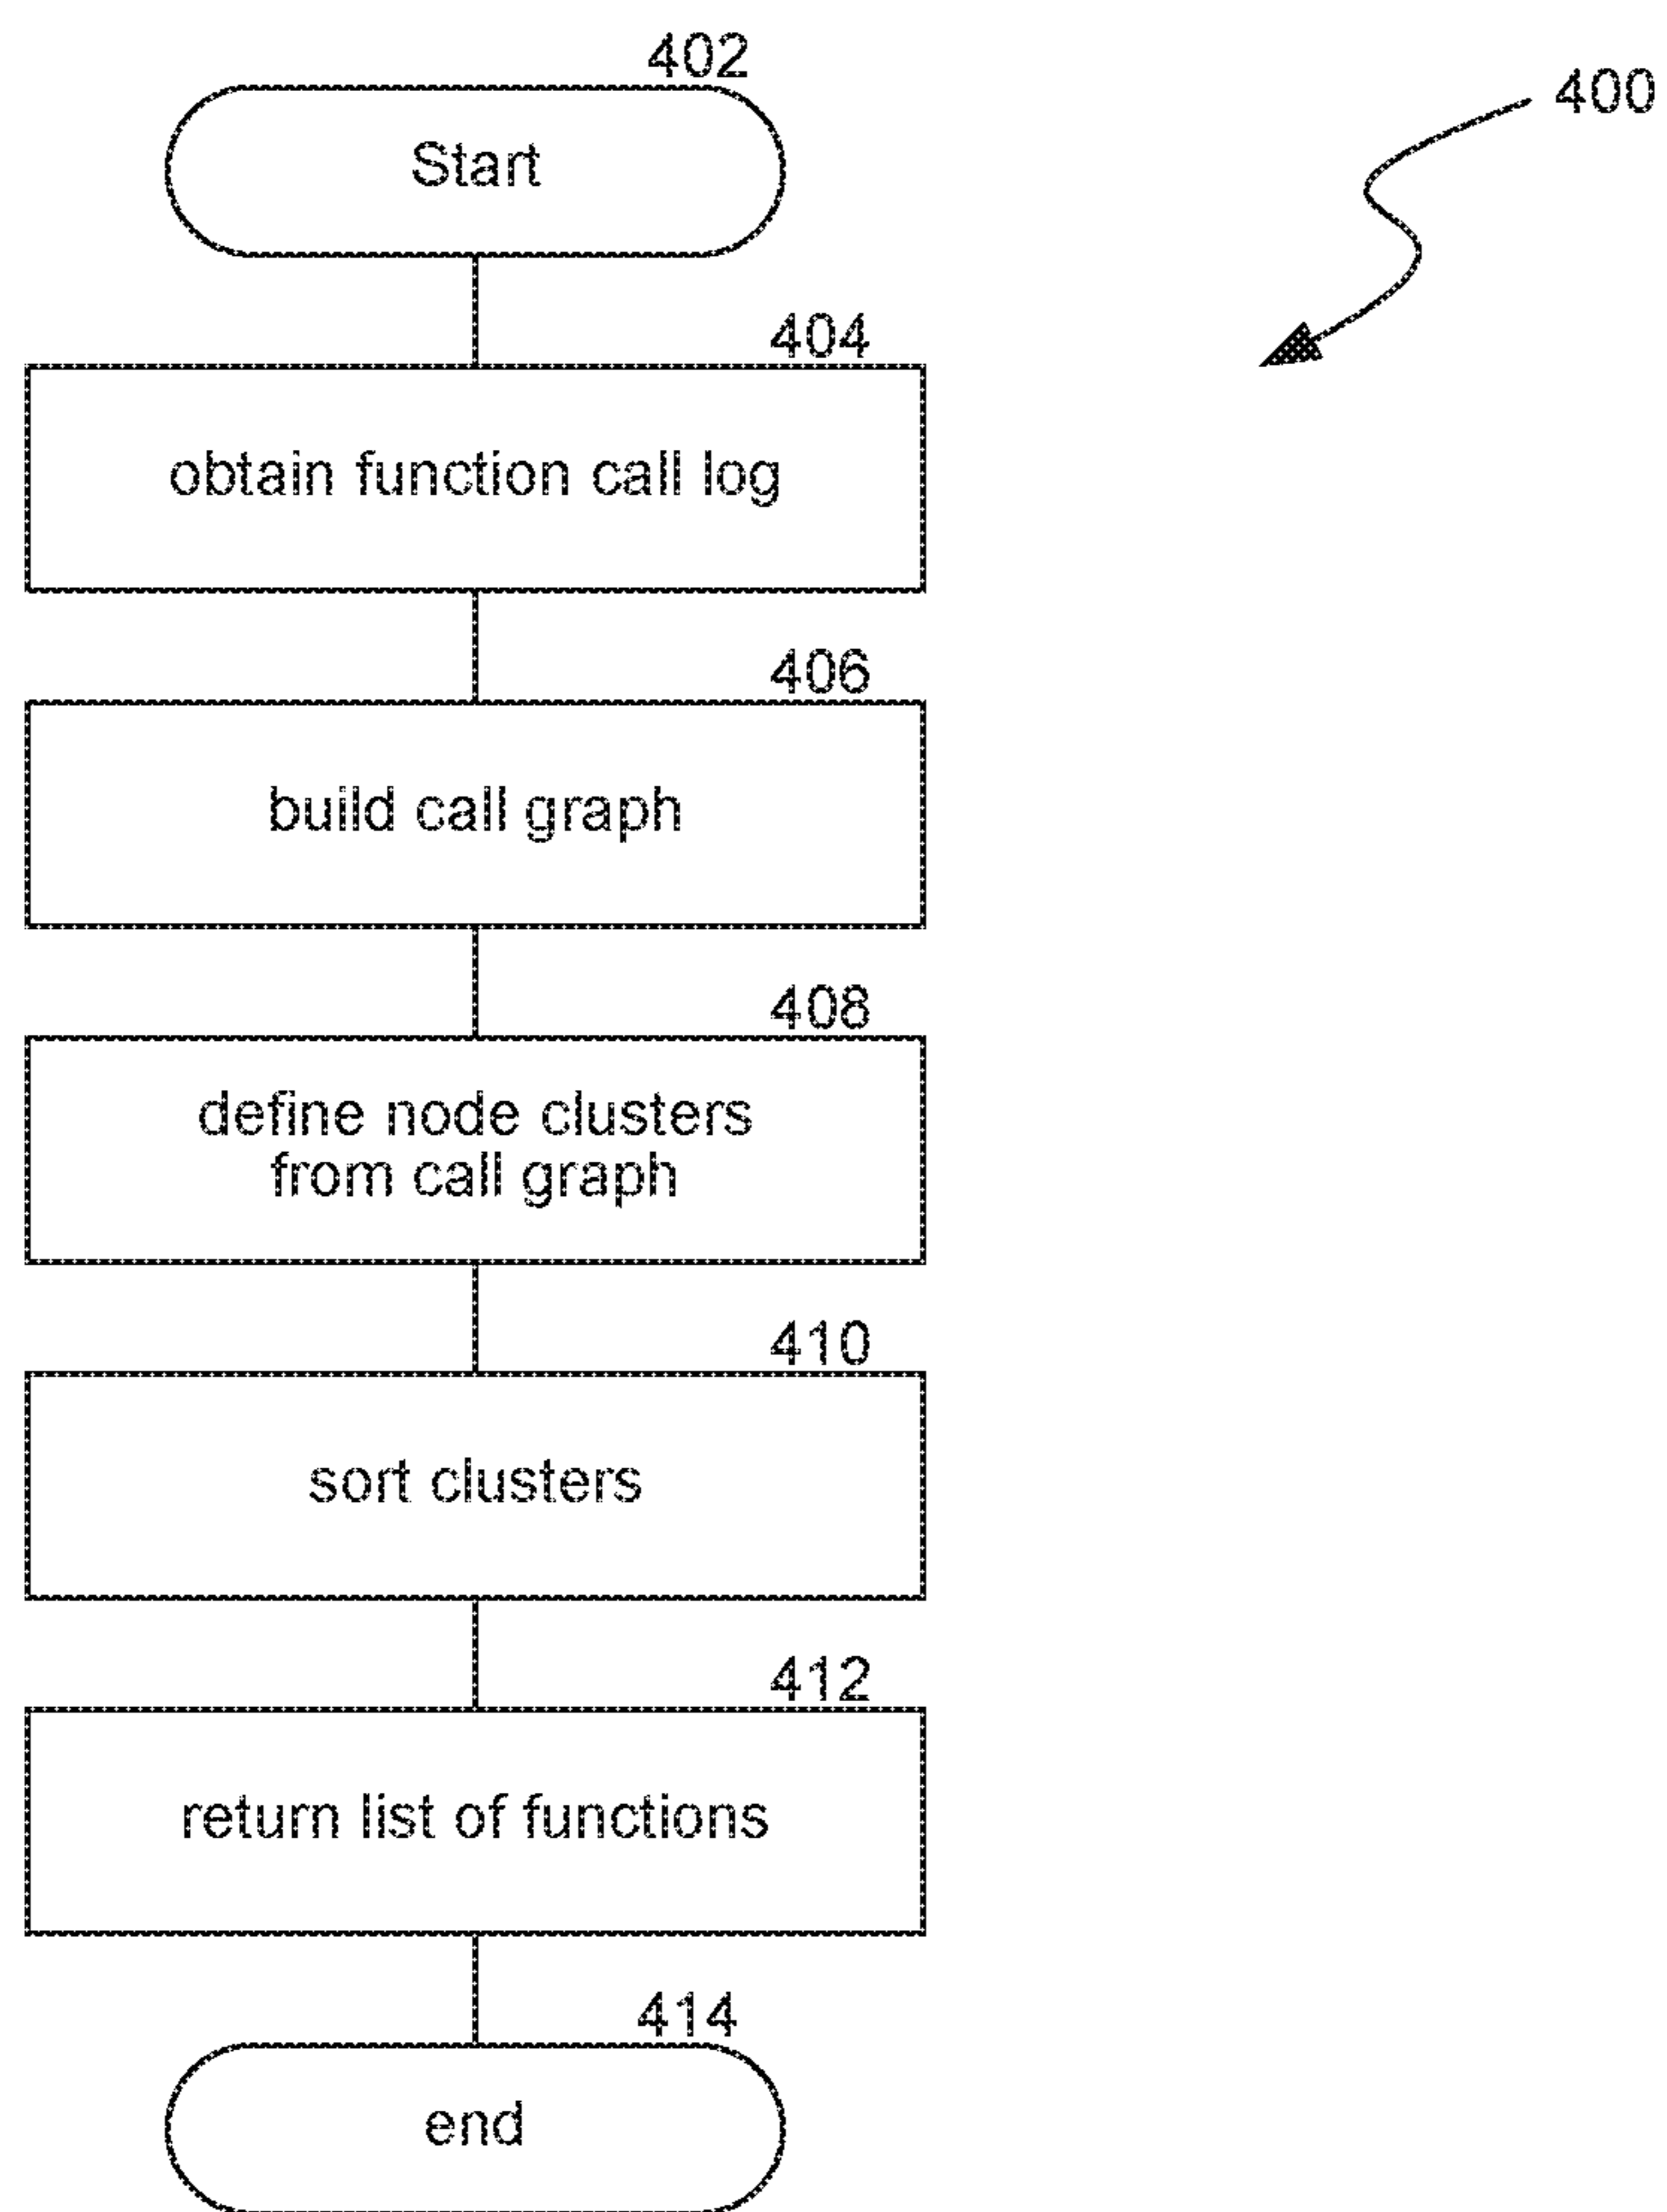 402
400
Start
404
obtain function call log
406
build call graph
408
define node clusters
from call graph
410
sort clusters
412
return list of functions
414
end